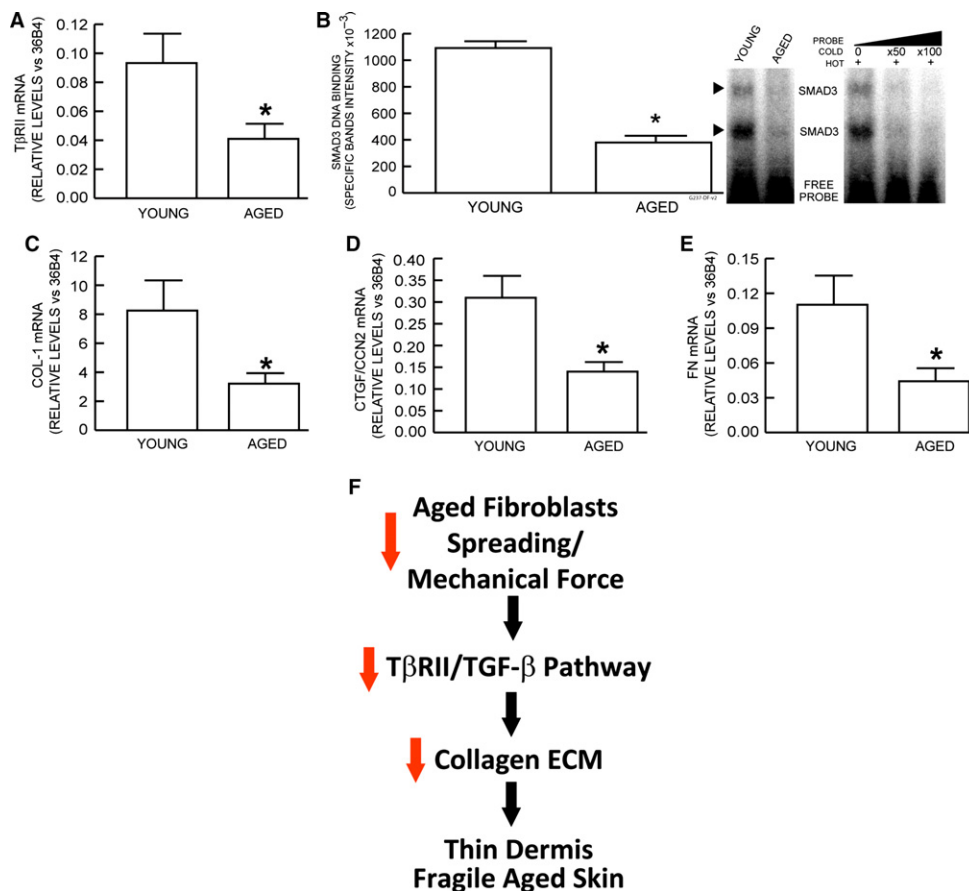 A
TβRII mRNA
(RELATIVE LEVELS vs 36B4)
0.12
0.10
0.08
0.06
0.04
0.02
0.00
*
YOUNG
AGED
B
SMAD3 DNA BINDING
(SPECIFIC BANDS INTENSITY x10⁻³)
1200
1000
800
600
400
200
0
*
YOUNG
AGED
G237-DF-v2
YOUNG
AGED
SMAD3
SMAD3
FREE
PROBE
PROBE
COLD 0 x50 x100
HOT + + +
C
COL-1 mRNA
(RELATIVE LEVELS vs 36B4)
12
10
8
6
4
2
0
*
YOUNG
AGED
D
CTGF/CCN2 mRNA
(RELATIVE LEVELS vs 36B4)
0.40
0.35
0.30
0.25
0.20
0.15
0.10
0.05
0.00
*
YOUNG
AGED
E
FN mRNA
(RELATIVE LEVELS vs 36B4)
0.15
0.12
0.09
0.06
0.03
0.00
*
YOUNG
AGED
F
Aged Fibroblasts
Spreading/
Mechanical Force
TβRII/TGF-β Pathway
Collagen ECM
Thin Dermis
Fragile Aged Skin